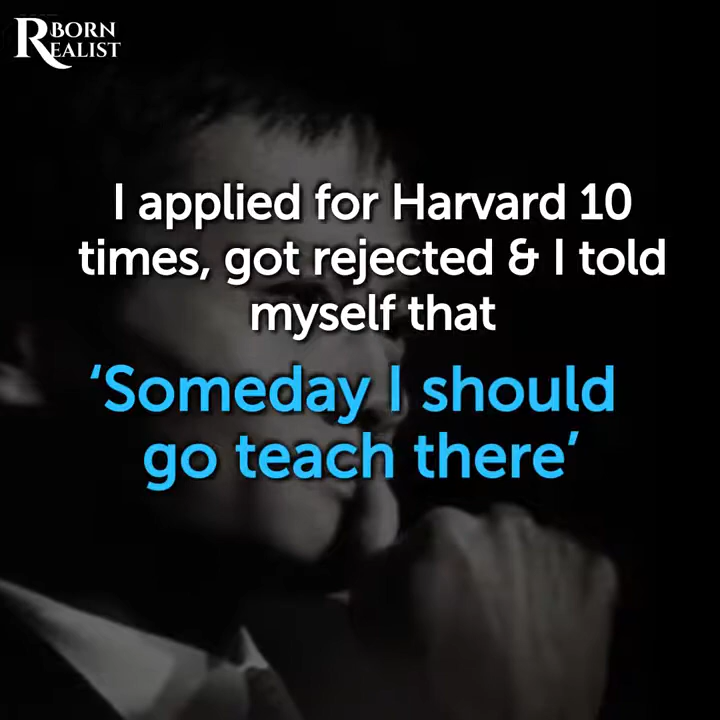 BORN
REALIST
I applied for Harvard 10
times, got rejected & I told
myself that
‘Someday I should
go teach there’